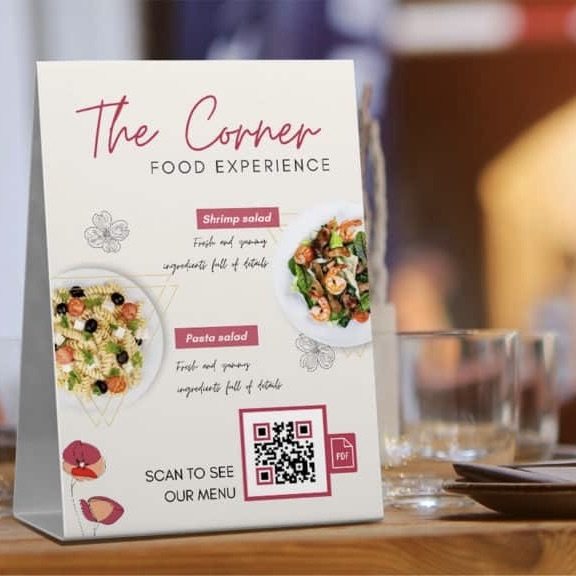 The Corner
FOOD EXPERIENCE
Shrimp salad
Fresh and yummy
ingredients full of details
Pasta salad
Fresh and yummy
ingredients full of details
SCAN TO SEE
OUR MENU
PDF